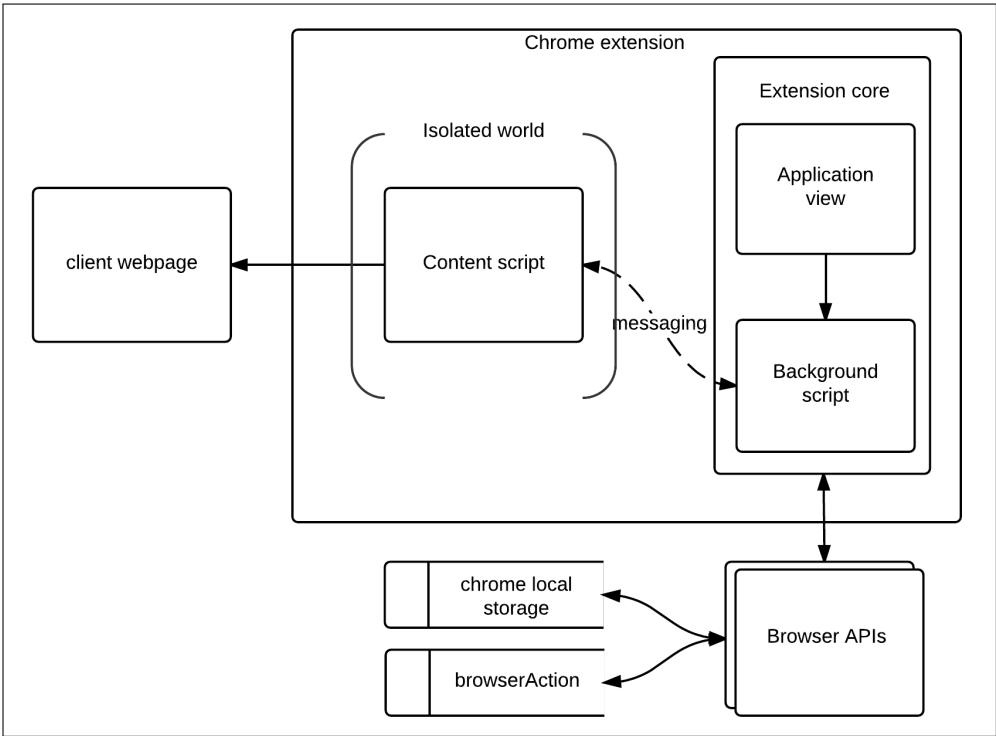 Chrome extension
Extension core
Isolated world
Application
view
client webpage
Content script
messaging
Background
script
chrome local
storage
Browser APIs
browserAction